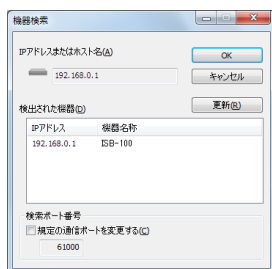 機器検索
IPアドレスまたはホスト名(A)
192.168.0.1
OK
キャンセル
検出された機器(D)
更新(R)
IPアドレス 機器名称
192.168.0.1 ISB-100
検索ポート番号
規定の通信ポートを変更する(C)
61000